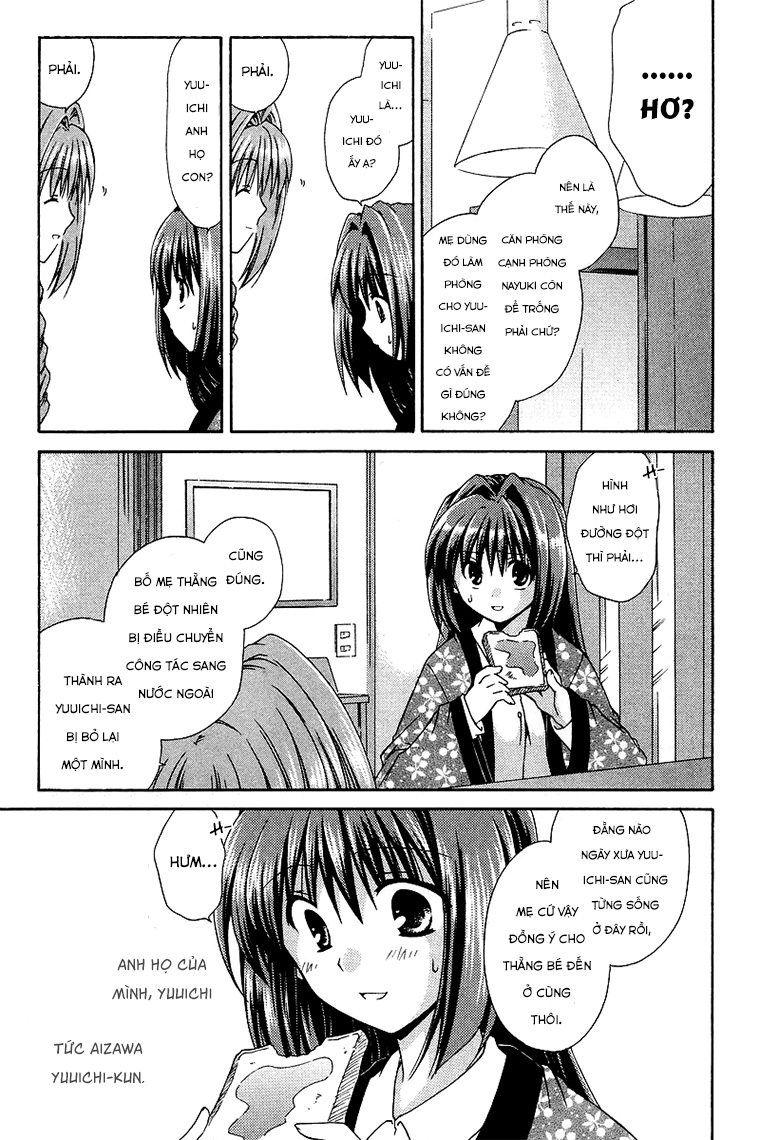 ......
HƠ?
NÊN LÀ
THẾ NÀY,
CĂN PHÒNG
CẠNH PHÒNG
NAYUKI CÒN
ĐỂ TRỐNG
PHẢI CHỨ?
MẸ DÙNG
ĐÓ LÀM
PHÒNG
CHO YUU-
ICHI-SAN
KHÔNG
CÓ VẤN ĐỀ
GÌ ĐÚNG
KHÔNG?
YUU-
ICHI
LÀ...
YUU-
ICHI ĐÓ
ẤY Ạ?
PHẢI.
YUU-
ICHI
ANH
HỌ
CON?
PHẢI.
HÌNH
NHƯ HƠI
ĐƯỜNG ĐỘT
THÌ PHẢI...
CŨNG
ĐÚNG.
BỐ MẸ THẰNG
BÉ ĐỘT NHIÊN
BỊ ĐIỀU CHUYỂN
CÔNG TÁC SANG
NƯỚC NGOÀI
THÀNH RA
YUUICHI-SAN
BỊ BỎ LẠI
MỘT MÌNH.
ĐẰNG NÀO
NGÀY XƯA YUU-
ICHI-SAN CŨNG
TỪNG SỐNG
Ở ĐÂY RỒI,
NÊN
MẸ CỨ VẬY
ĐỒNG Ý CHO
THẰNG BÉ ĐẾN
Ở CÙNG
THÔI.
HƯM...
ANH HỌ CỦA
MÌNH, YUUICHI
TỨC AIZAWA
YUUICHI-KUN.